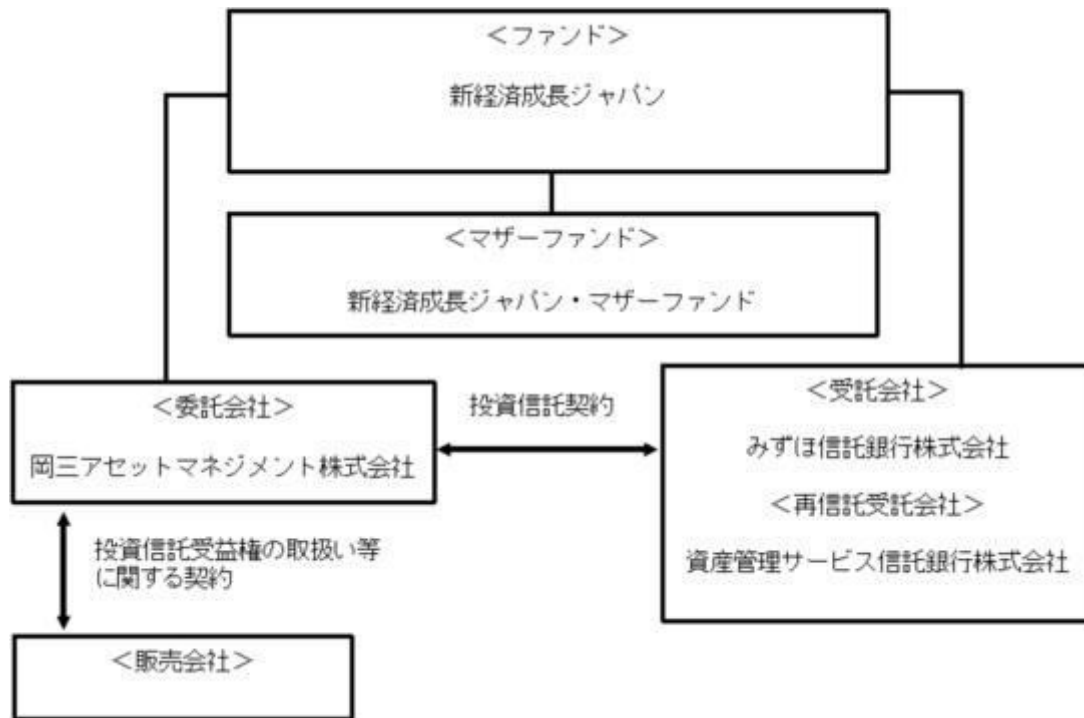 ＜ファンド＞
新経済成長ジャパン
＜マザーファンド＞
新経済成長ジャパン・マザーファンド
＜委託会社＞
岡三アセットマネジメント株式会社
投資信託契約
＜受託会社＞
みずほ信託銀行株式会社
＜再信託受託会社＞
資産管理サービス信託銀行株式会社
投資信託受益権の取扱い等
に関する契約
＜販売会社＞